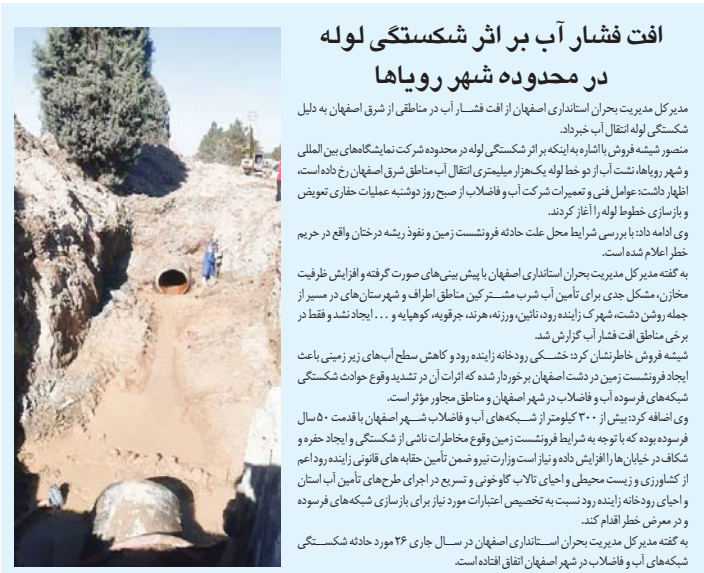 افت فشار آب بر اثر شکستگی لوله
در محدوده شهر رویاها
مدیر کل مدیریت بحران استانداری اصفهان از افت فشـــار آب در مناطقی از شرق اصفهان به دلیل
شکستگی لوله انتقال آب خبرداد.
منصور شیشه فروش با اشاره به اینکه بر اثر شکستگی لوله در محدوده شرکت نمایشگاه‌های بین المللی
و شهر رویاها، نشت آب از دو خط لوله یک‌هزار میلیمتری انتقال آب مناطق شرق اصفهان رخ داده است،
اظهار داشت: عوامل فنی و تعمیرات شرکت آب و فاضلاب از صبح روز دوشنبه عملیات حفاری تعویض
و بازسازی خطوط لوله را آغاز کردند.
وی ادامه داد: با بررسی شرایط محل علت حادثه فرونشست زمین و نفوذ ریشه درختان واقع در حریم
خطر اعلام شده است.
به گفته مدیر کل مدیریت بحران استانداری اصفهان با پیش بینی‌های صورت گرفته و افزایش ظرفیت
مخازن، مشکل جدی برای تأمین آب شرب مشـــترکین مناطق اطراف و شهرستان‌های در مسیر از
جمله روشن دشت، شهرک زاینده رود، نائین، ورزنه، هرند، جرقویه، کوهپایه و ... ایجاد نشد و فقط در
برخی مناطق افت فشار آب گزارش شد.
شیشه فروش خاطرنشان کرد: خشـــکی رودخانه زاینده رود و کاهش سطح آب‌های زیر زمینی باعث
ایجاد فرونشست زمین در دشت اصفهان برخوردار شده که اثرات آن در تشدید وقوع حوادث شکستگی
شبکه‌های فرسوده آب و فاضلاب در شهر اصفهان و مناطق مجاور مؤثر است.
وی اضافه کرد: بیش از ۳۰۰ کیلومتر از شـــبکه‌های آب و فاضلاب شـــهر اصفهان با قدمت ۵۰ سال
فرسوده بوده که با توجه به شرایط فرونشست زمین وقوع مخاطرات ناشی از شکستگی و ایجاد حفره و
شکاف در خیابان‌ها را افزایش داده و نیاز است وزارت نیرو ضمن تأمین حقابه های قانونی زاینده رود اعم
از کشاورزی و زیست محیطی و احیای تالاب گاوخونی و تسریع در اجرای طرح‌های تأمین آب استان
و احیای رودخانه زاینده رود نسبت به تخصیص اعتبارات مورد نیاز برای بازسازی شبکه‌های فرسوده
و در معرض خطر اقدام کند.
به گفته مدیر کل مدیریت بحران اســـتانداری اصفهان در ســـال جاری ۲۶ مورد حادثه شکســـتگی
شبکه‌های آب و فاضلاب در شهر اصفهان اتفاق افتاده است.